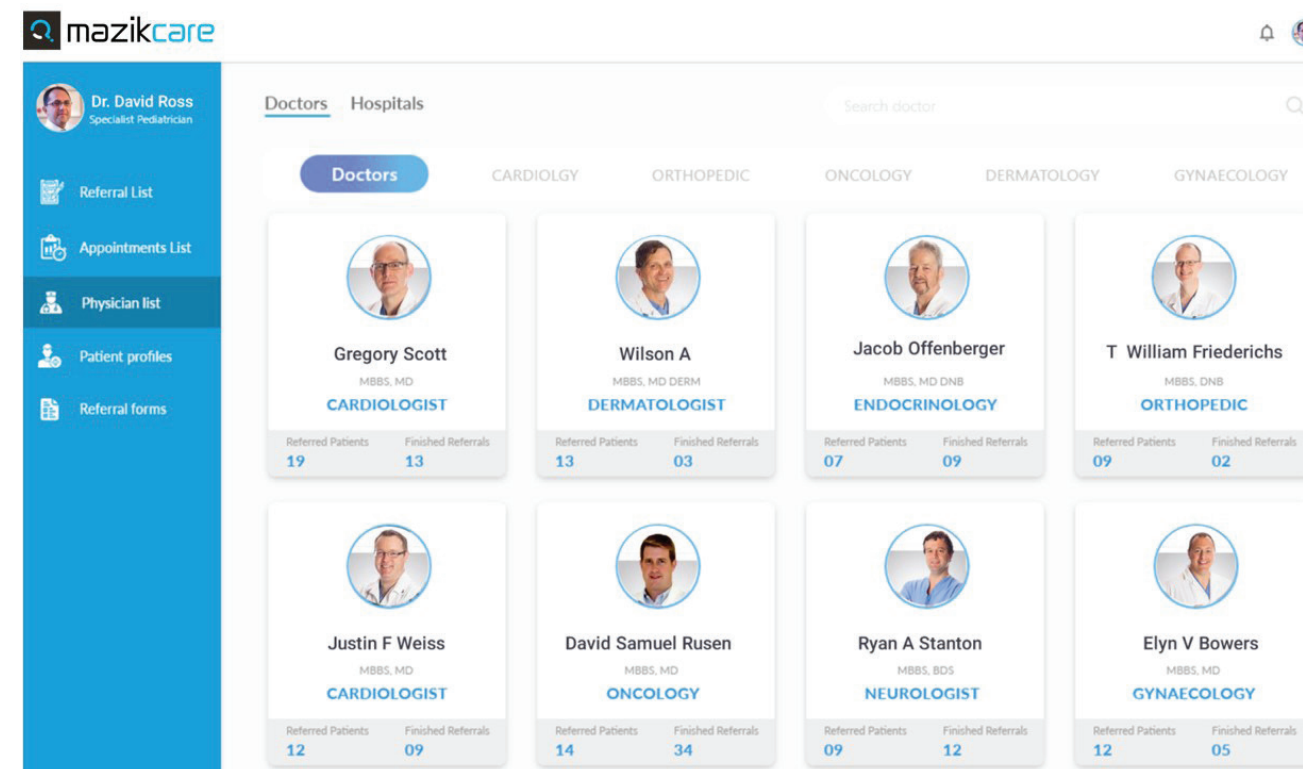 mazikcare
Dr. David Ross
Specialist Pediatrician
Referral List
Appointments List
Physician list
Patient profiles
Referral forms
Doctors Hospitals
Search doctor
Doctors CARDIOLGY ORTHOPEDIC ONCOLOGY DERMATOLOGY GYNAECOLOGY
Gregory Scott
MBBS, MD
CARDIOLOGIST
Referred Patients Finished Referrals
19 13
Wilson A
MBBS, MD DERM
DERMATOLOGIST
Referred Patients Finished Referrals
13 03
Jacob Offenberger
MBBS, MD DNB
ENDOCRINOLOGY
Referred Patients Finished Referrals
07 09
T William Friederichs
MBBS, DNB
ORTHOPEDIC
Referred Patients Finished Referrals
09 02
Justin F Weiss
MBBS, MD
CARDIOLOGIST
Referred Patients Finished Referrals
12 09
David Samuel Rusen
MBBS, MD
ONCOLOGY
Referred Patients Finished Referrals
14 34
Ryan A Stanton
MBBS, BDS
NEUROLOGIST
Referred Patients Finished Referrals
09 12
Elyn V Bowers
MBBS, MD
GYNAECOLOGY
Referred Patients Finished Referrals
12 05